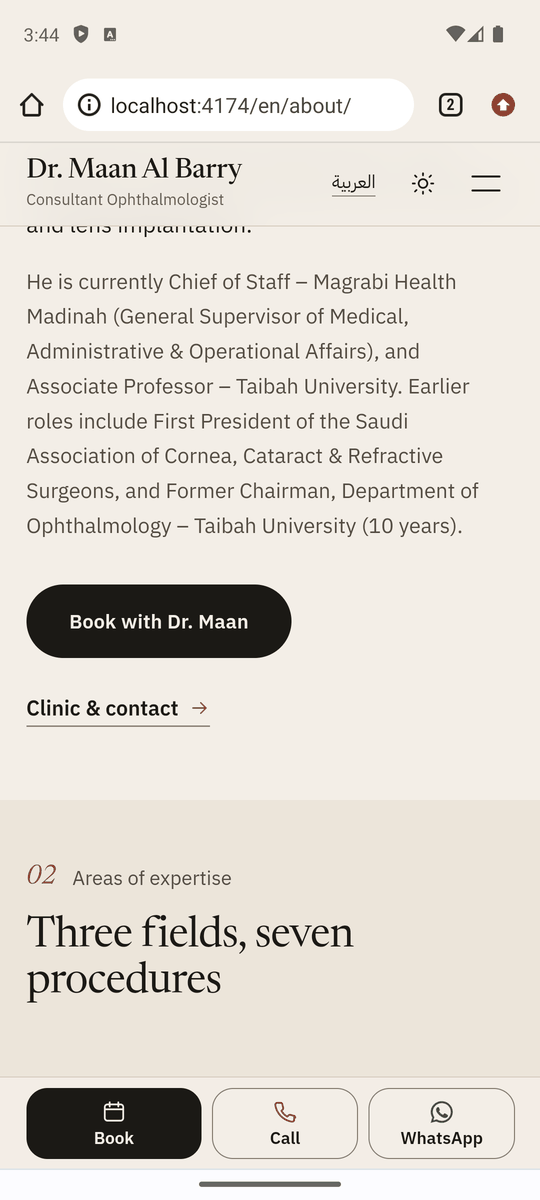 3:44
localhost:4174/en/about/
2
Dr. Maan Al Barry
Consultant Ophthalmologist
العربية
and lens implantation.
He is currently Chief of Staff – Magrabi Health
Madinah (General Supervisor of Medical,
Administrative & Operational Affairs), and
Associate Professor – Taibah University. Earlier
roles include First President of the Saudi
Association of Cornea, Cataract & Refractive
Surgeons, and Former Chairman, Department of
Ophthalmology – Taibah University (10 years).
Book with Dr. Maan
Clinic & contact →
02 Areas of expertise
Three fields, seven
procedures
Book
Call
WhatsApp